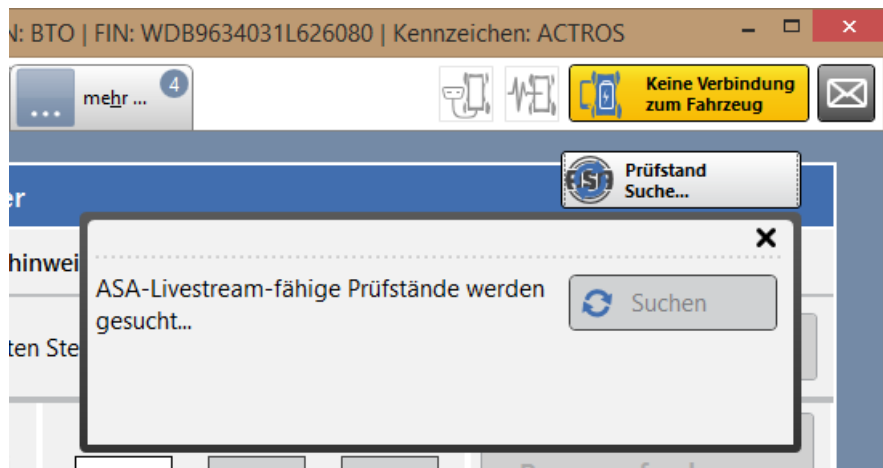 N: BTO | FIN: WDB9634031L626080 | Kennzeichen: ACTROS
mehr ...
4
Keine Verbindung
zum Fahrzeug
ASA
Prüfstand
Suche...
er
hinwei
ASA-Livestream-fähige Prüfstände werden
gesucht...
Suchen
ten Ste